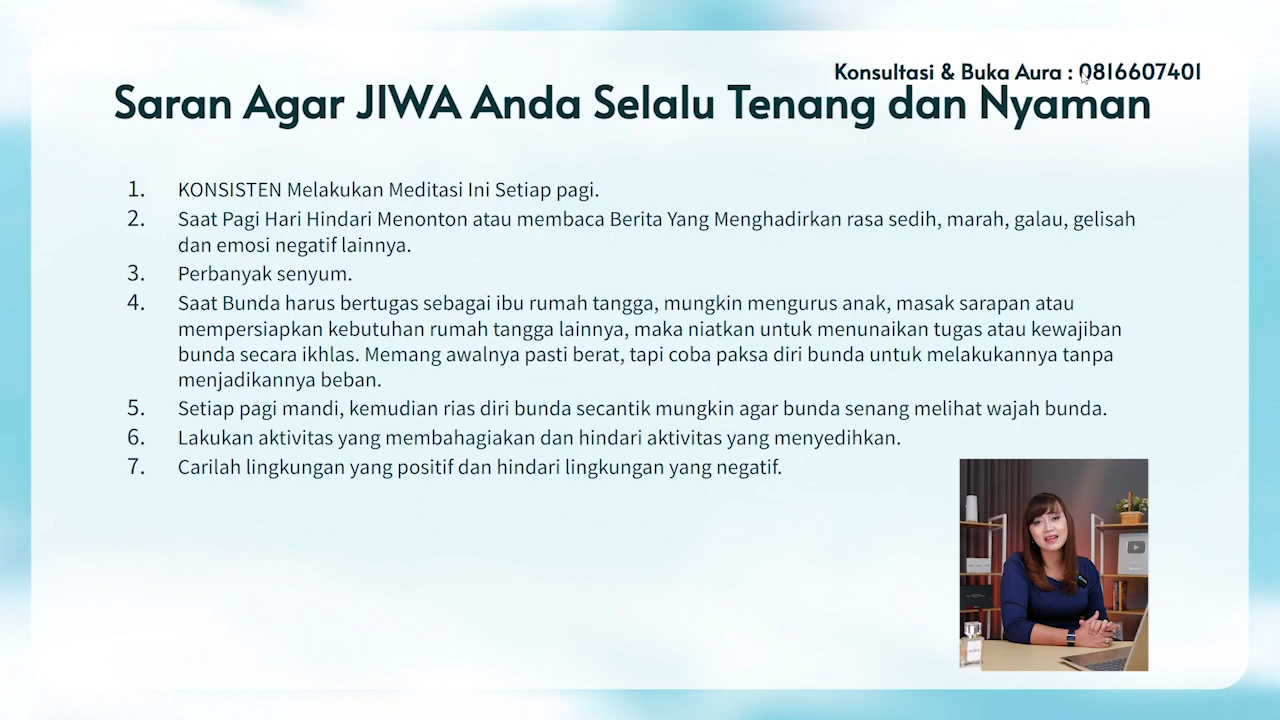 Konsultasi & Buka Aura : 0816607401
Saran Agar JIWA Anda Selalu Tenang dan Nyaman
1. KONSISTEN Melakukan Meditasi Ini Setiap pagi.
2. Saat Pagi Hari Hindari Menonton atau membaca Berita Yang Menghadirkan rasa sedih, marah, galau, gelisah
dan emosi negatif lainnya.
3. Perbanyak senyum.
4. Saat Bunda harus bertugas sebagai ibu rumah tangga, mungkin mengurus anak, masak sarapan atau
mempersiapkan kebutuhan rumah tangga lainnya, maka niatkan untuk menunaikan tugas atau kewajiban
bunda secara ikhlas. Memang awalnya pasti berat, tapi coba paksa diri bunda untuk melakukannya tanpa
menjadikannya beban.
5. Setiap pagi mandi, kemudian rias diri bunda secantik mungkin agar bunda senang melihat wajah bunda.
6. Lakukan aktivitas yang membahagiakan dan hindari aktivitas yang menyedihkan.
7. Carilah lingkungan yang positif dan hindari lingkungan yang negatif.